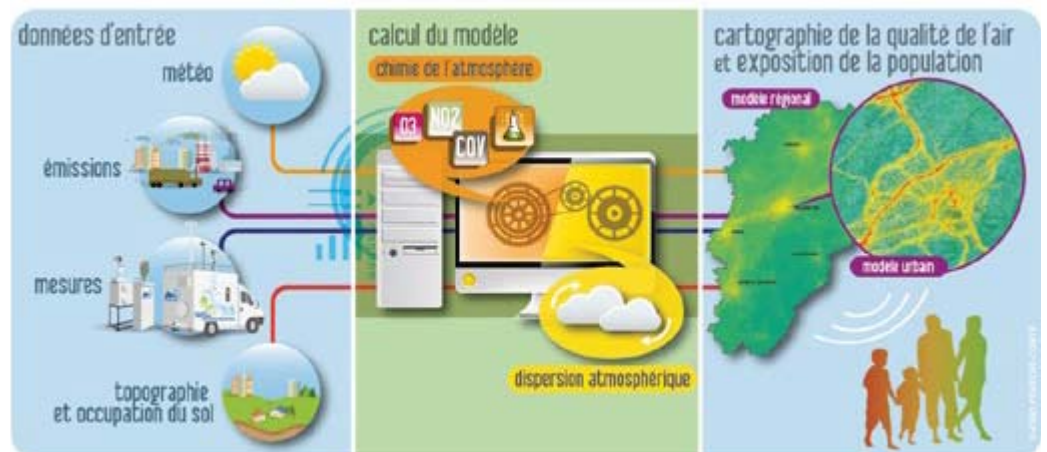 données d'entrée
météo
émissions
mesures
topographie
et occupation du sol
calcul du modèle
chimie de l'atmosphère
O3
NO2
COV
dispersion atmosphérique
cartographie de la qualité de l'air
et exposition de la population
modèle régional
modèle urbain